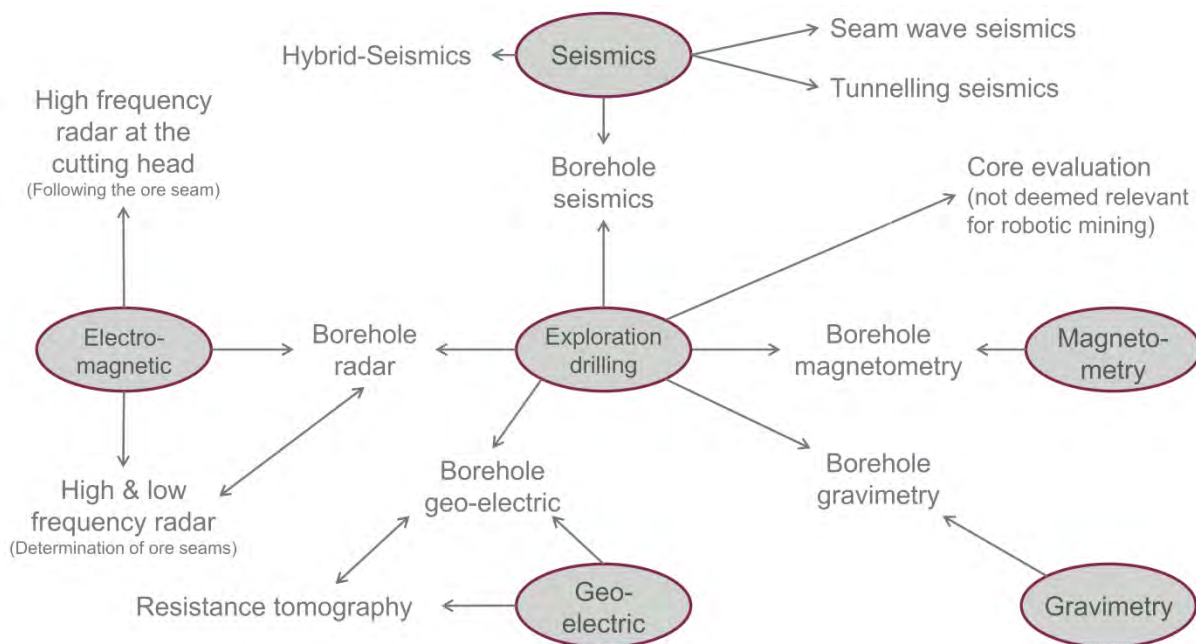 Hybrid-Seismics
Seismics
Seam wave seismics
Tunnelling seismics
High frequency
radar at the
cutting head
(Following the ore seam)
Borehole
seismics
Core evaluation
(not deemed relevant
for robotic mining)
Electro-
magnetic
Borehole
radar
Exploration
drilling
Borehole
magnetometry
Magneto-
metry
High & low
frequency radar
(Determination of ore seams)
Borehole
geo-electric
Borehole
gravimetry
Resistance tomography
Geo-
electric
Gravimetry